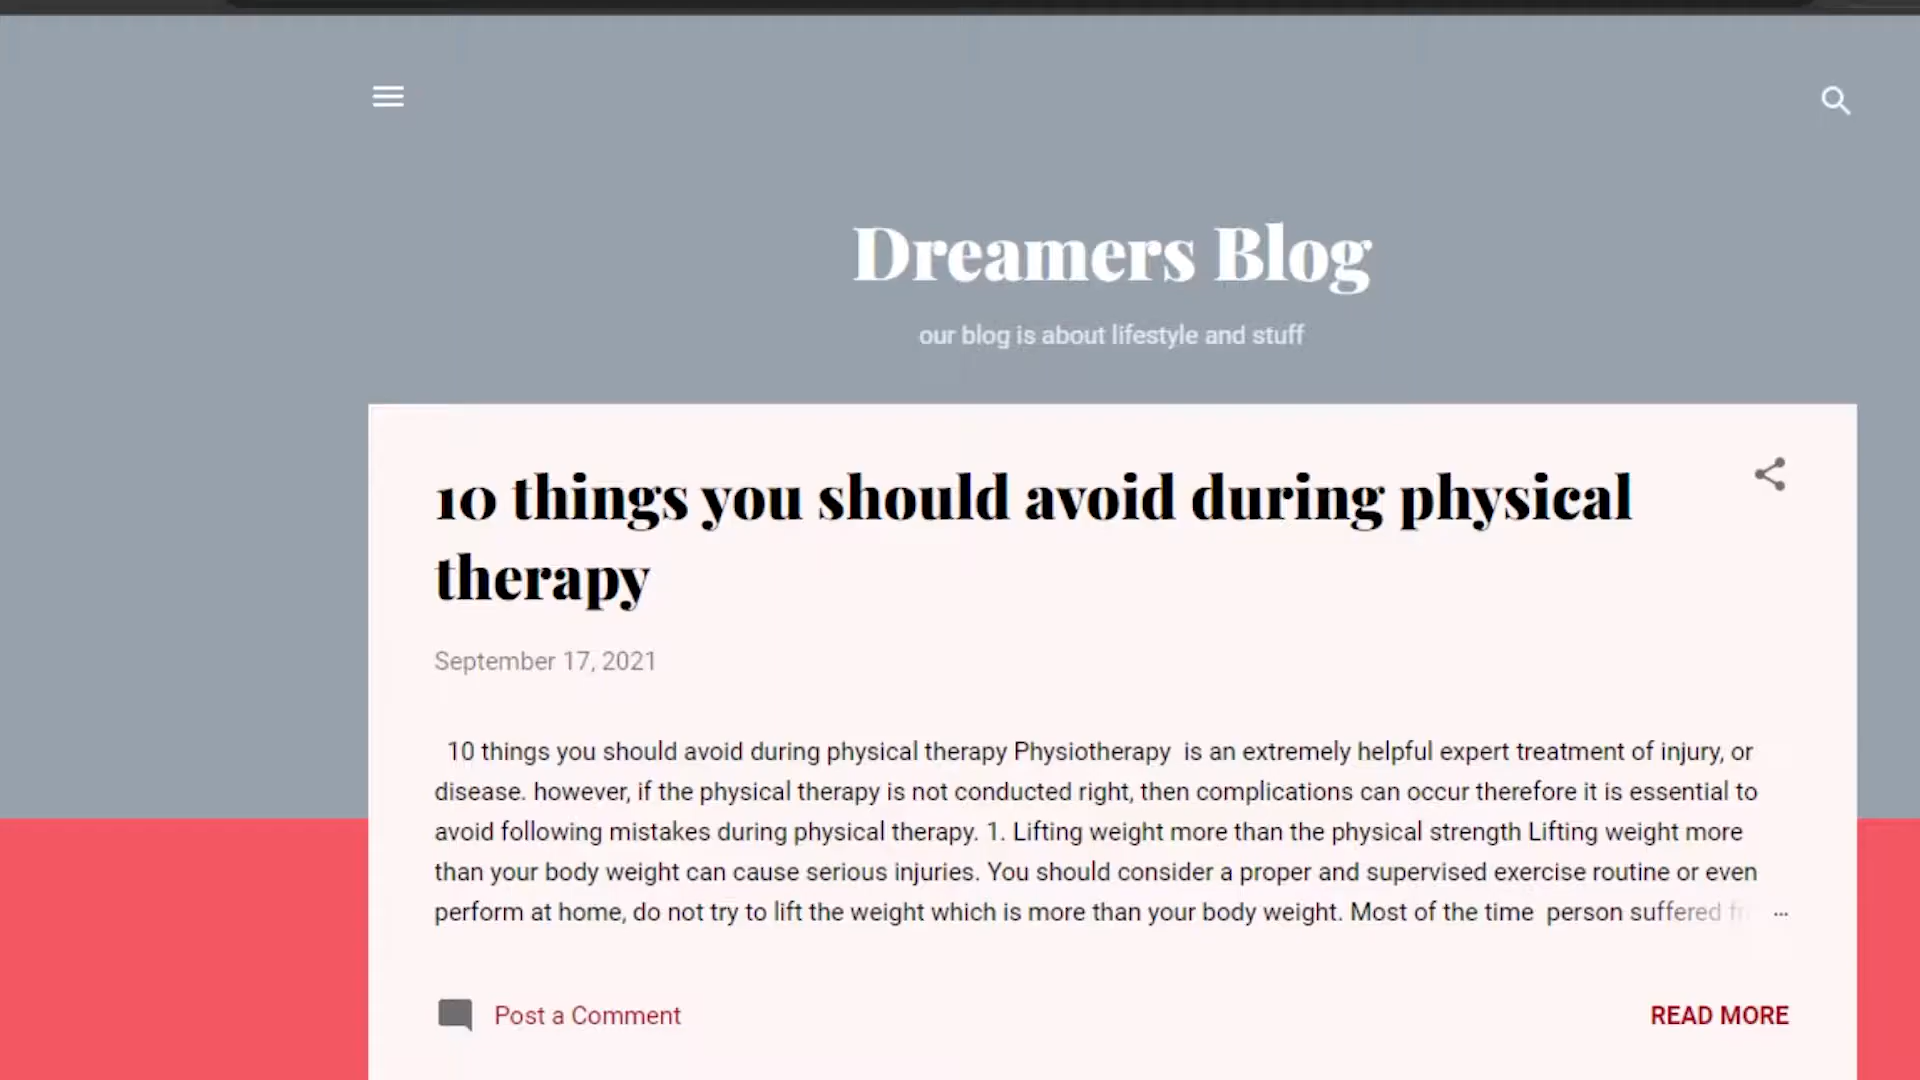 Dreamers Blog
our blog is about lifestyle and stuff
10 things you should avoid during physical
therapy
September 17, 2021
10 things you should avoid during physical therapy Physiotherapy  is an extremely helpful expert treatment of injury, or
disease. however, if the physical therapy is not conducted right, then complications can occur therefore it is essential to
avoid following mistakes during physical therapy. 1. Lifting weight more than the physical strength Lifting weight more
than your body weight can cause serious injuries. You should consider a proper and supervised exercise routine or even
perform at home, do not try to lift the weight which is more than your body weight. Most of the time  person suffered ...
Post a Comment
READ MORE